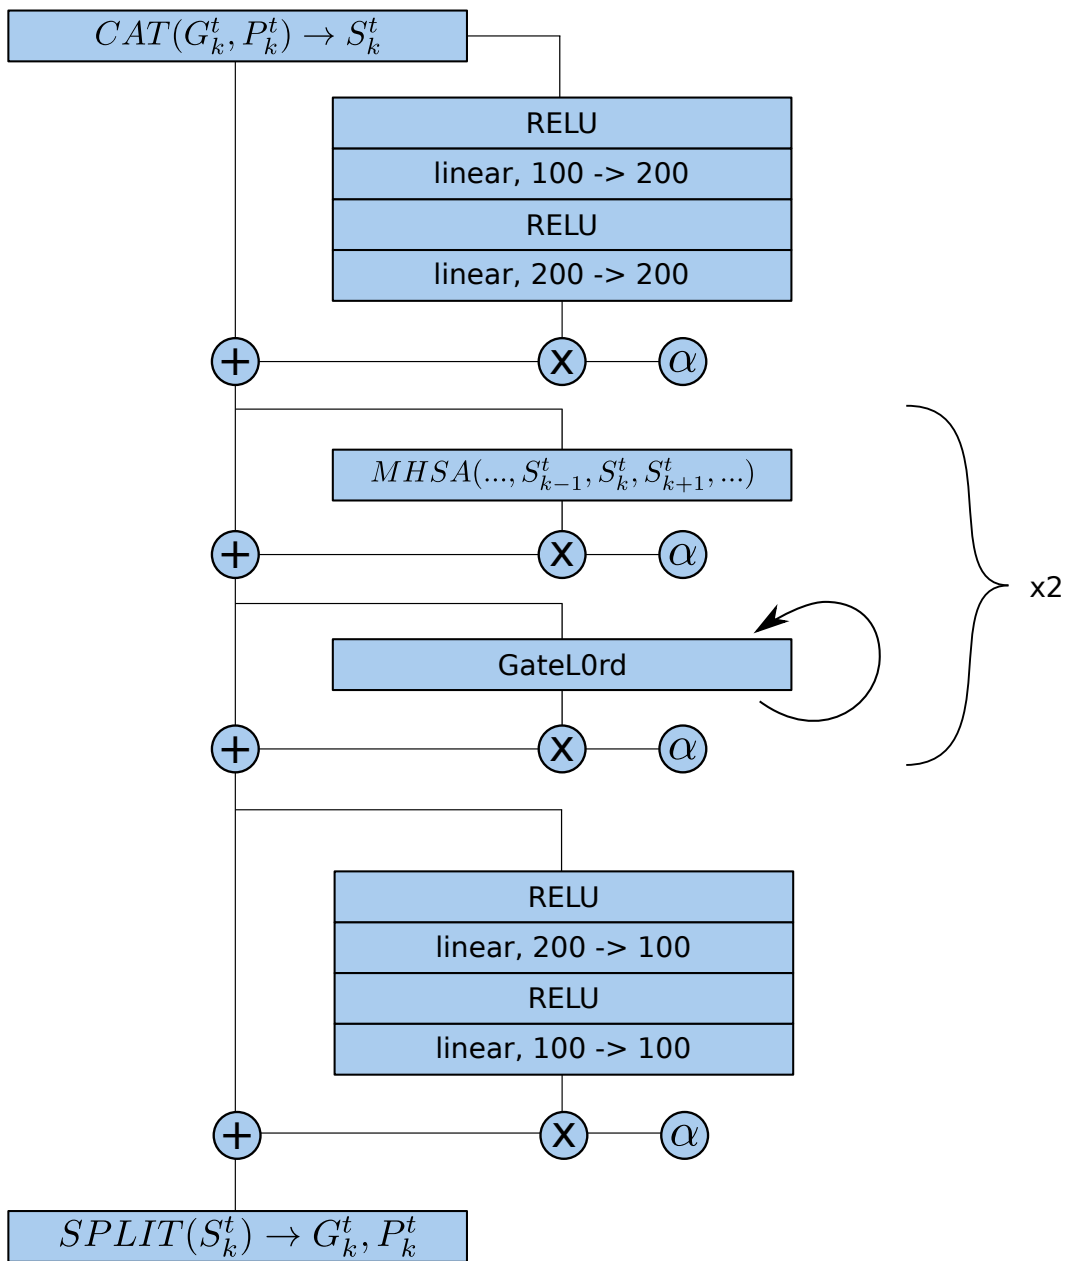 CAT(G_k^t, P_k^t) → S_k^t
RELU
linear, 100 -> 200
RELU
linear, 200 -> 200
+ x α
MHSA(..., S_{k-1}^t, S_k^t, S_{k+1}^t, ...)
+ x α
x2
GateL0rd
+ x α
RELU
linear, 200 -> 100
RELU
linear, 100 -> 100
+ x α
SPLIT(S_k^t) → G_k^t, P_k^t